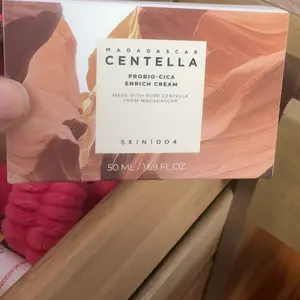 MADAGASCAR
CENTELLA
PROBIO-CICA
ENRICH CREAM
MADE WITH PURE CENTELLA
FROM MADAGASCAR
SKIN1004
50 ML / 1.69 FL. OZ.